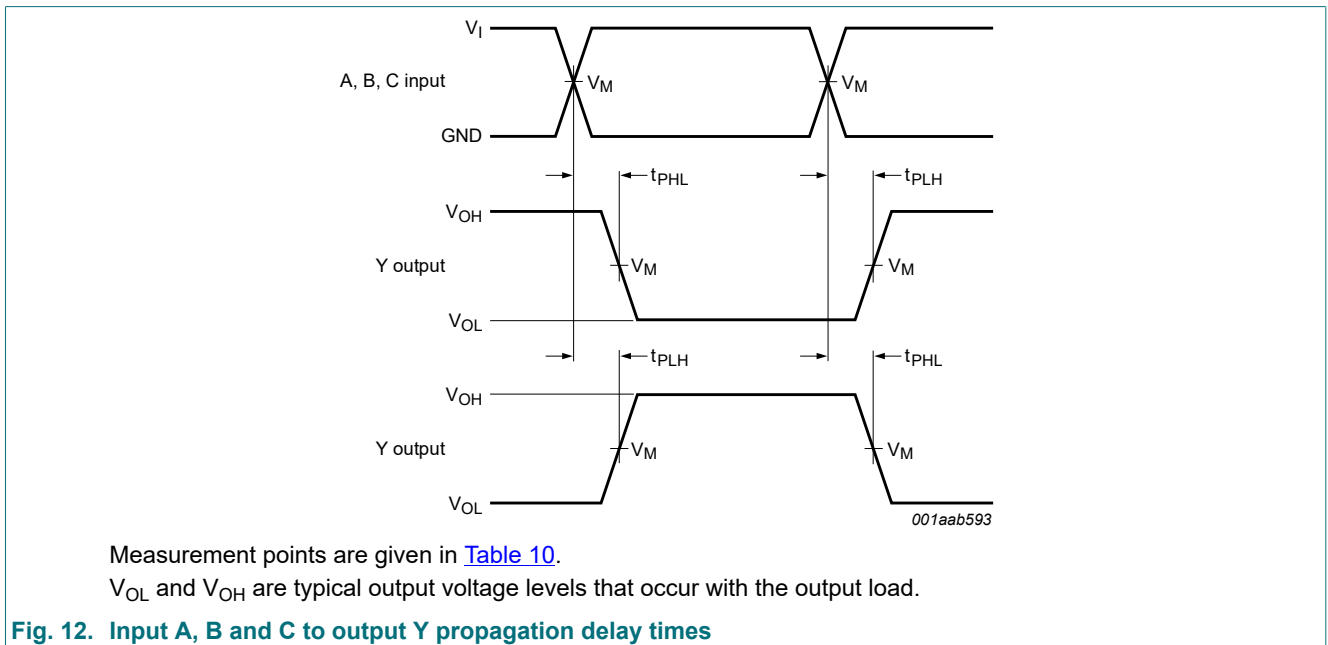 VI
A, B, C input
VM VM
GND
tPHL tPLH
VOH
Y output
VM VM
VOL
tPLH tPHL
VOH
Y output
VM VM
VOL
001aab593
Measurement points are given in Table 10.
VOL and VOH are typical output voltage levels that occur with the output load.
Fig. 12. Input A, B and C to output Y propagation delay times